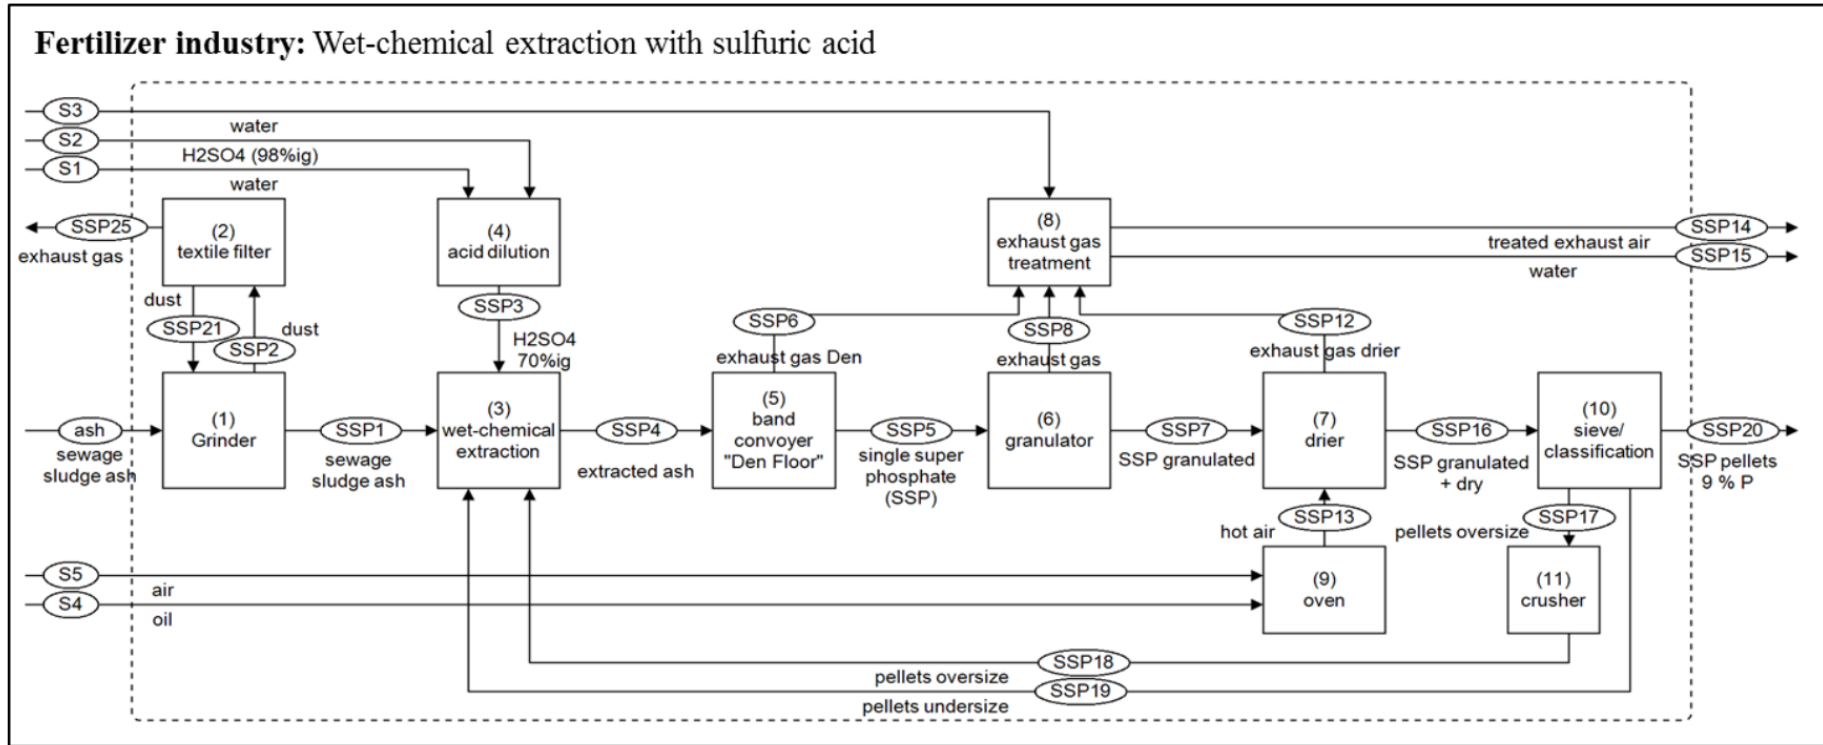 Fertilizer industry: Wet-chemical extraction with sulfuric acid
S3
water
S2
H2SO4 (98%ig)
S1
water
SSP25
exhaust gas
(2)
textile filter
(4)
acid dilution
(8)
exhaust gas
treatment
SSP14
treated exhaust air
SSP15
water
dust
SSP21
SSP2
dust
SSP3
H2SO4
70%ig
SSP6
exhaust gas Den
SSP8
exhaust gas
SSP12
exhaust gas drier
ash
sewage
sludge ash
(1)
Grinder
SSP1
sewage
sludge ash
(3)
wet-chemical
extraction
SSP4
extracted ash
(5)
band
convoyer
"Den Floor"
SSP5
single super
phosphate
(SSP)
(6)
granulator
SSP7
SSP granulated
(7)
drier
SSP16
SSP granulated
+ dry
(10)
sieve/
classification
SSP20
SSP pellets
9 % P
SSP13
hot air
SSP17
pellets oversize
S5
air
S4
oil
(9)
oven
(11)
crusher
SSP18
pellets oversize
SSP19
pellets undersize